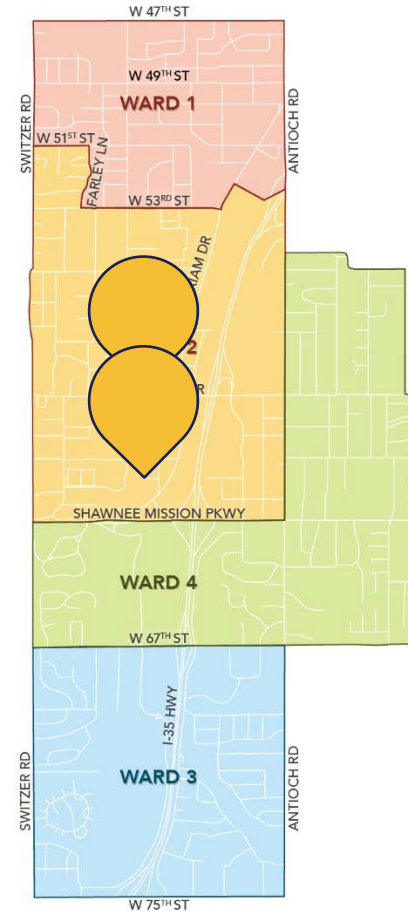 W 47TH ST
W 49TH ST
WARD 1
SWITZER RD
ANTIOCH RD
W 51ST ST
FARLEY LN
W 53RD ST
2
SHAWNEE MISSION PKWY
WARD 4
W 67TH ST
I-35 HWY
WARD 3
SWITZER RD
ANTIOCH RD
W 75TH ST